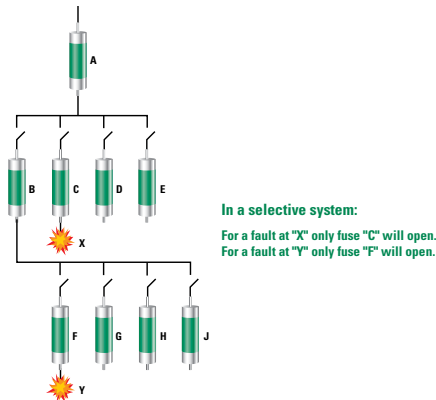 A
B
C
D
E
X
In a selective system:
For a fault at "X" only fuse "C" will open.
For a fault at "Y" only fuse "F" will open.
F
G
H
J
Y